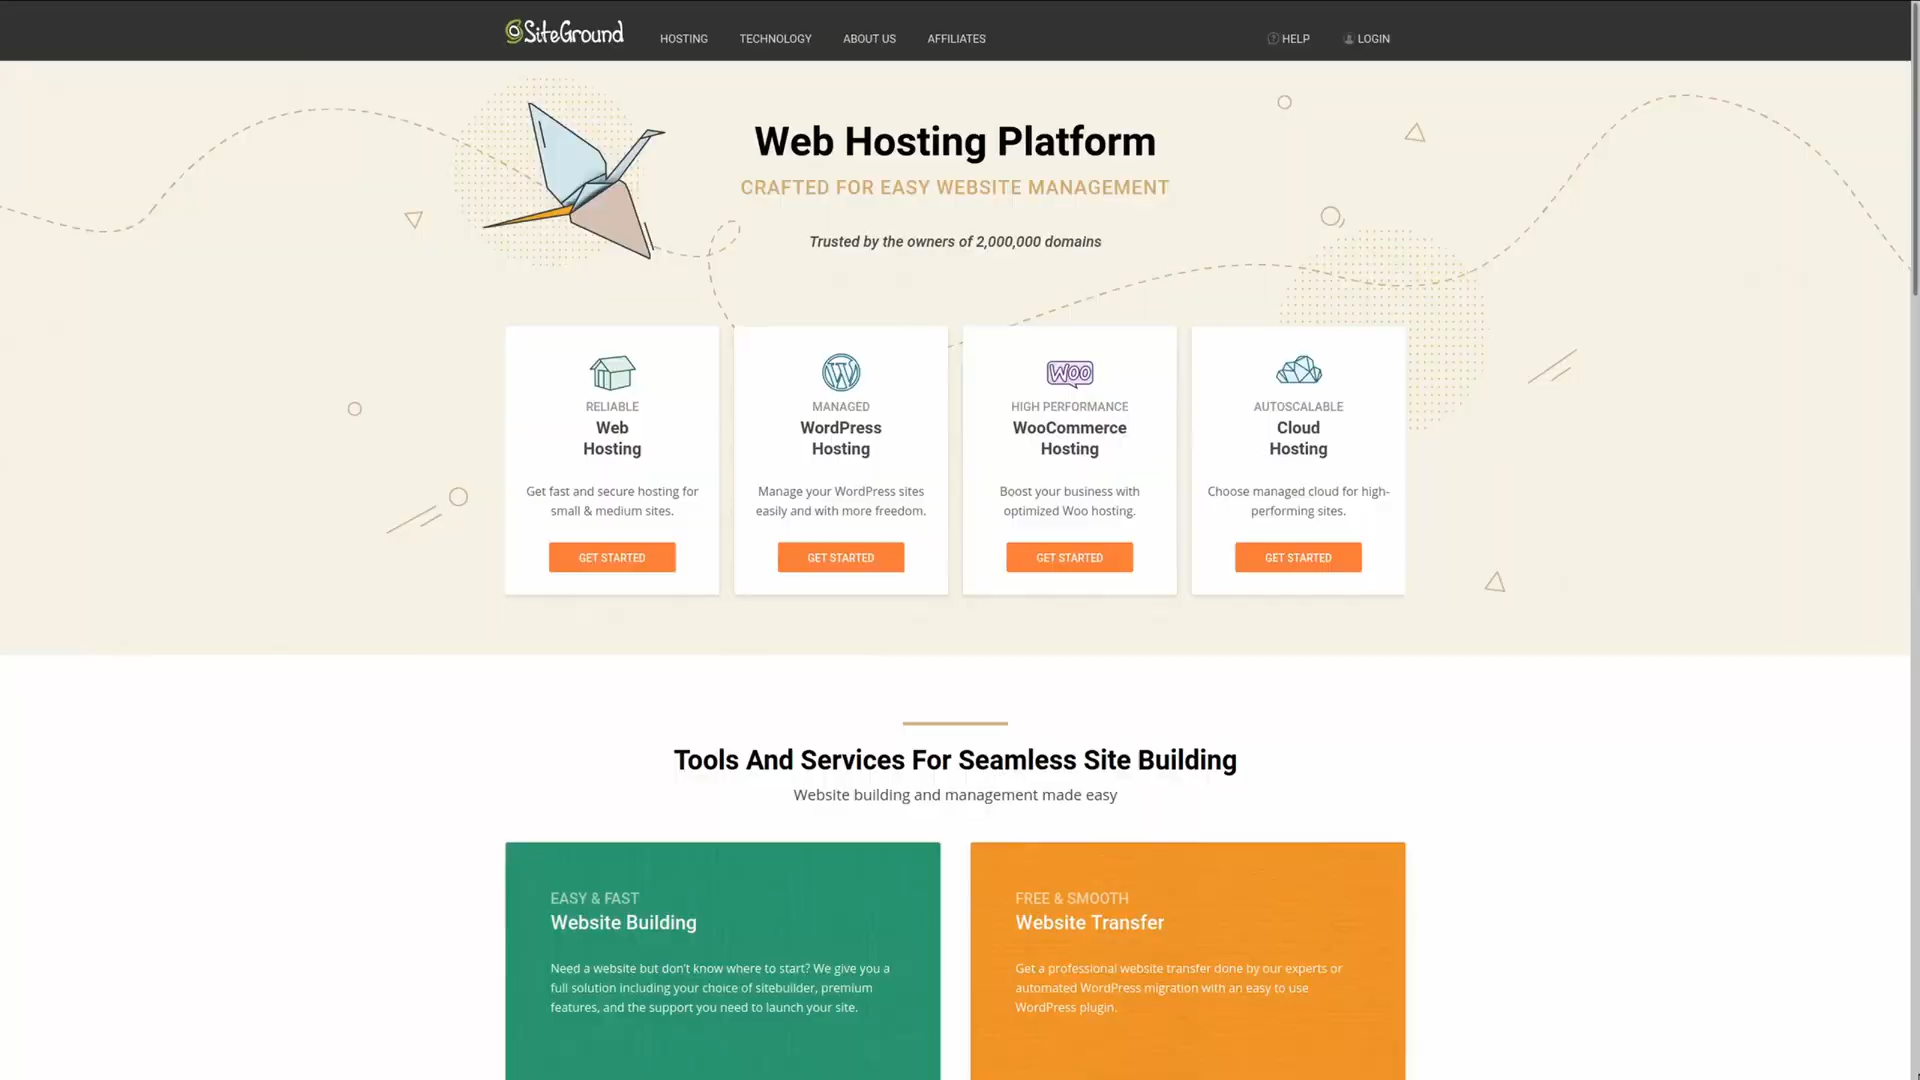 SiteGround
HOSTING
TECHNOLOGY
ABOUT US
AFFILIATES
HELP
LOGIN
Web Hosting Platform
CRAFTED FOR EASY WEBSITE MANAGEMENT
Trusted by the owners of 2,000,000 domains
RELIABLE
Web
Hosting
Get fast and secure hosting for
small & medium sites.
GET STARTED
MANAGED
WordPress
Hosting
Manage your WordPress sites
easily and with more freedom.
GET STARTED
WOO
HIGH PERFORMANCE
WooCommerce
Hosting
Boost your business with
optimized Woo hosting.
GET STARTED
AUTOSCALABLE
Cloud
Hosting
Choose managed cloud for high-
performing sites.
GET STARTED
Tools And Services For Seamless Site Building
Website building and management made easy
EASY & FAST
Website Building
Need a website but don't know where to start? We give you a
full solution including your choice of sitebuilder, premium
features, and the support you need to launch your site.
FREE & SMOOTH
Website Transfer
Get a professional website transfer done by our experts or
automated WordPress migration with an easy to use
WordPress plugin.